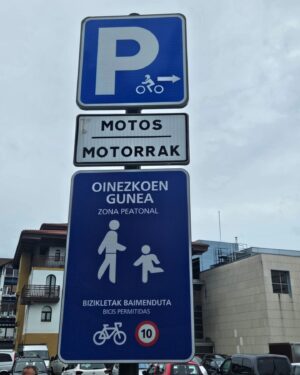 P
MOTOS
MOTORRAK
OINEZKOEN
GUNEA
ZONA PEATONAL
BIZIKLETAK BAIMENDUTA
BICIS PERMITIDAS
10